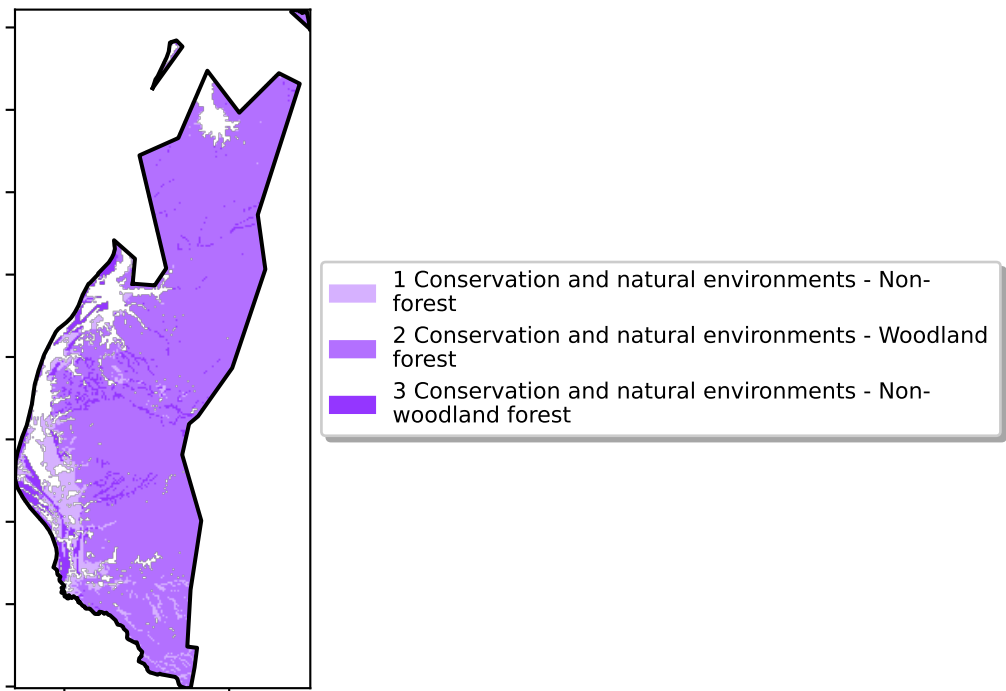 1 Conservation and natural environments - Non-
forest
2 Conservation and natural environments - Woodland
forest
3 Conservation and natural environments - Non-
woodland forest